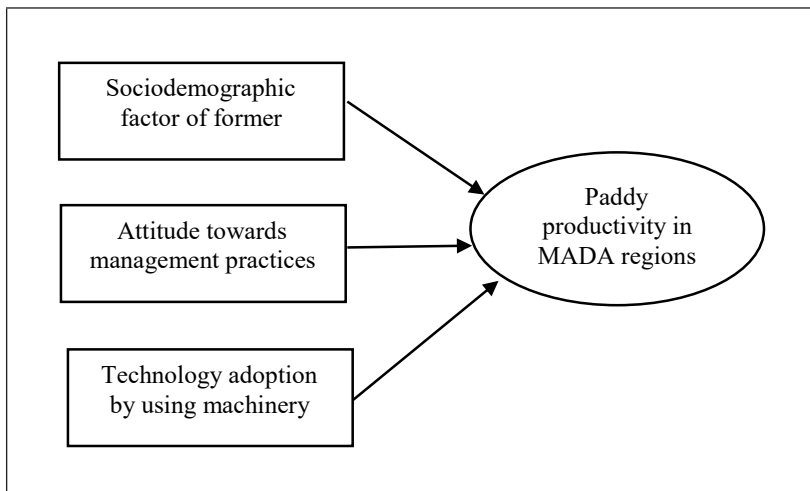 Sociodemographic
factor of former
Attitude towards
management practices
Technology adoption
by using machinery
Paddy
productivity in
MADA regions